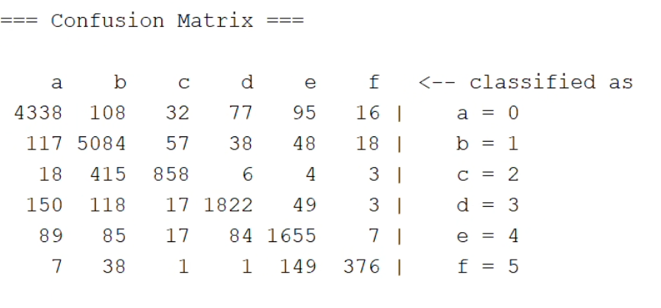 === Confusion Matrix ===
a b c d e f <-- classified as
4338 108 32 77 95 16 | a = 0
117 5084 57 38 48 18 | b = 1
18 415 858 6 4 3 | c = 2
150 118 17 1822 49 3 | d = 3
89 85 17 84 1655 7 | e = 4
7 38 1 1 149 376 | f = 5